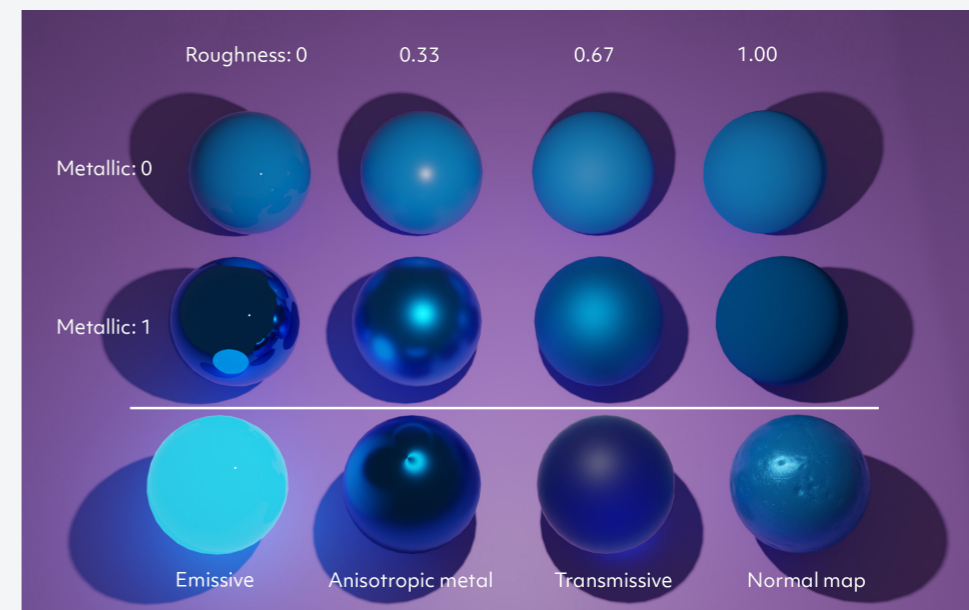 Roughness: 0 0.33 0.67 1.00
Metallic: 0
Metallic: 1
Emissive Anisotropic metal Transmissive Normal map